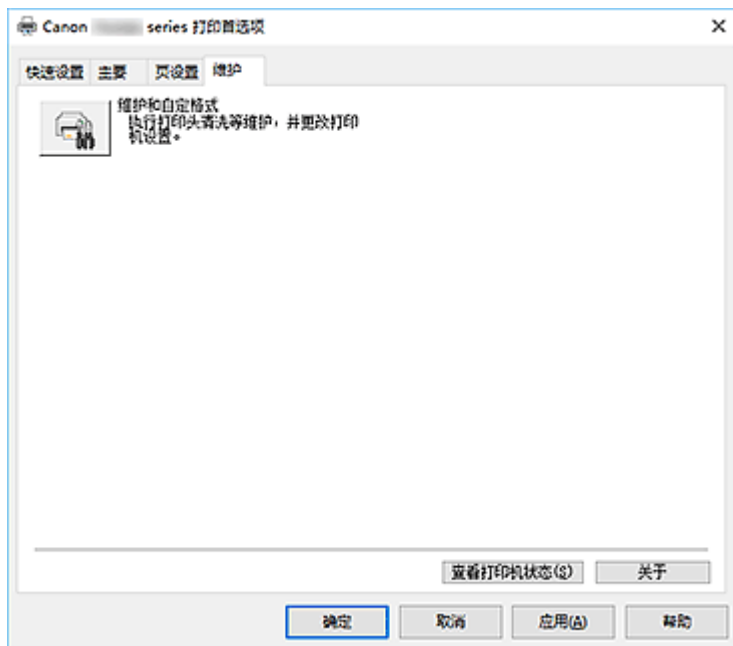 Canon series 打印首选项
快速设置 主要 页设置 维护
维护和自定格式
执行打印头清洗等维护，并更改打印
机设置。
查看打印机状态(S) 关于
确定 取消 应用(A) 帮助